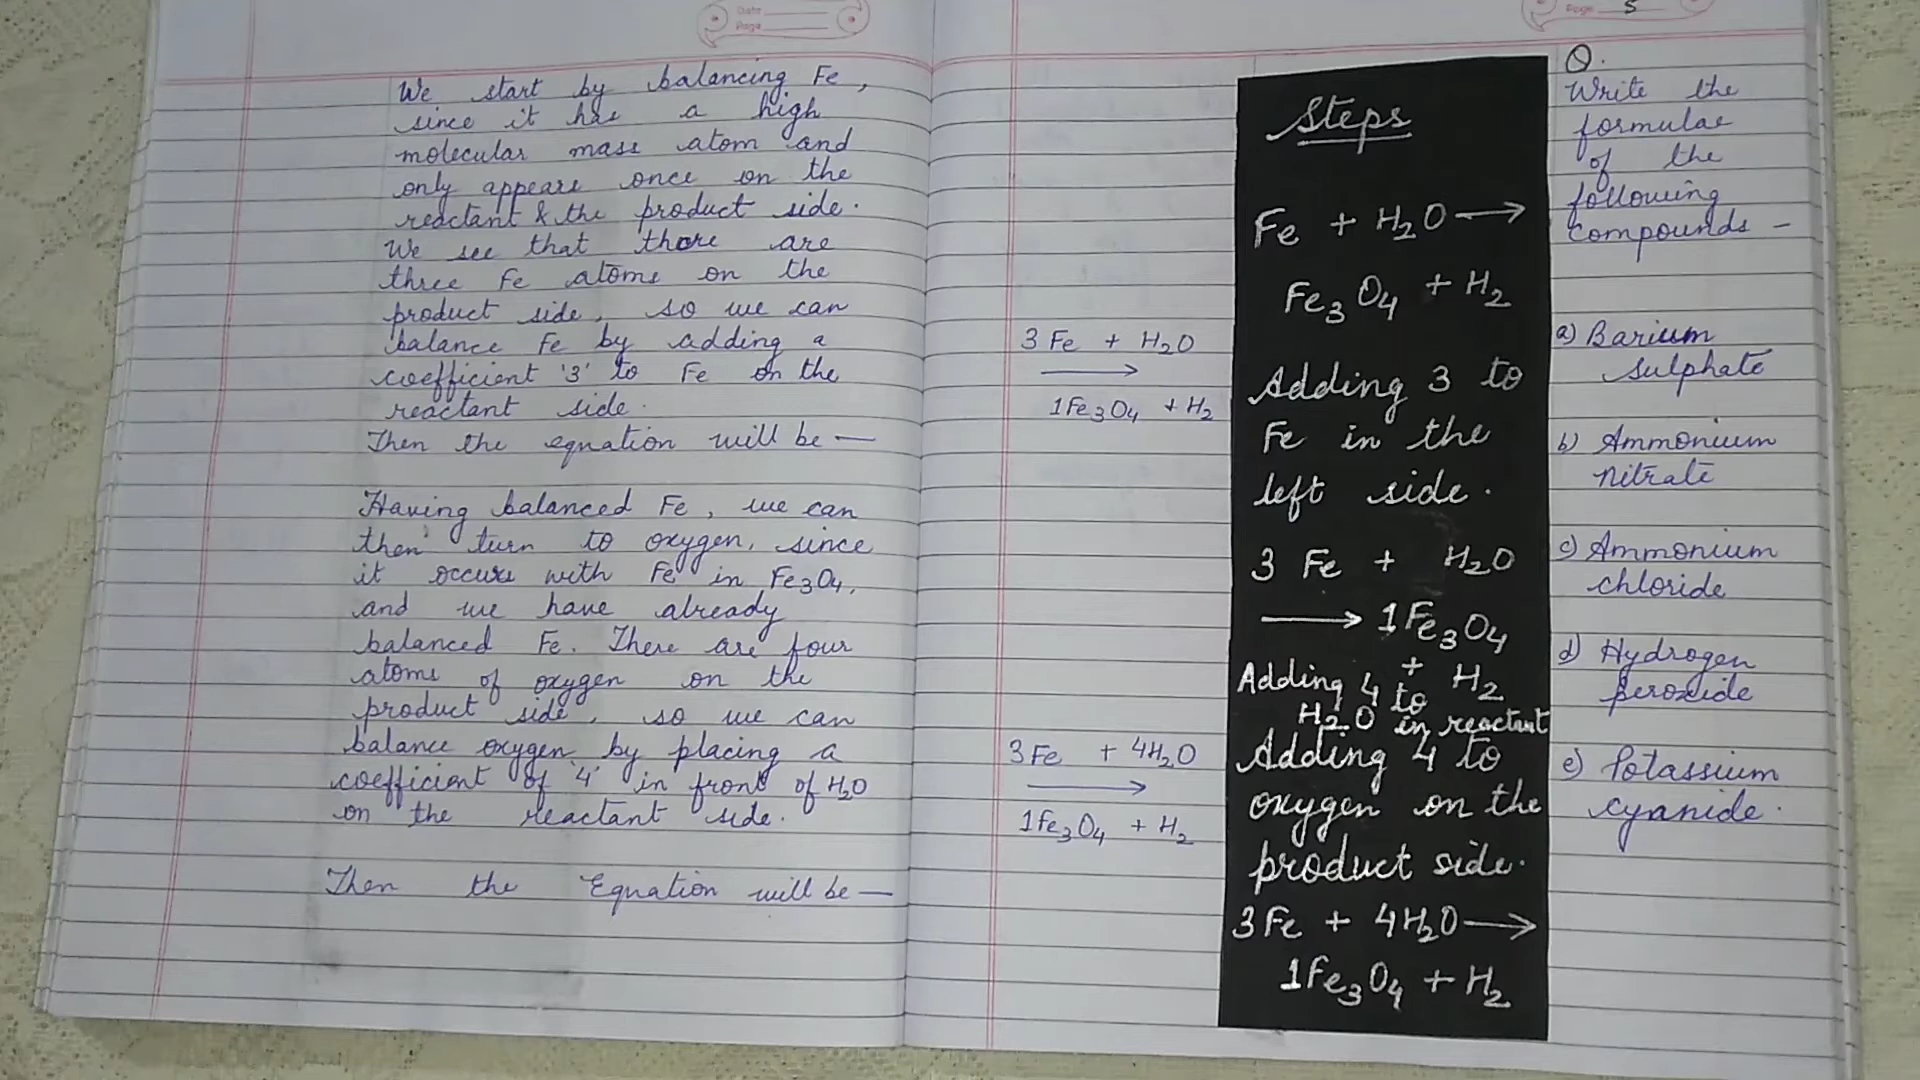 Date
Page
We start by balancing Fe,
since it has a high
molecular mass atom and
only appears once on the
reactant & the product side.
We see that there are
three Fe atoms on the
product side, so we can
balance Fe by adding a
coefficient '3' to Fe on the
reactant side.
Then the equation will be —
Having balanced Fe, we can
then turn to oxygen, since
it occurs with Fe in Fe3O4,
and we have already
balanced Fe. There are four
atoms of oxygen on the
product side, so we can
balance oxygen by placing a
coefficient of '4' in front of H2O
on the reactant side.
Then the Equation will be —
3 Fe + H2O
⟶
1Fe3O4 + H2
3Fe + 4H2O
⟶
1Fe3O4 + H2
Steps
Fe + H2O ⟶
Fe3O4 + H2
Adding 3 to
Fe in the
left side.
3 Fe + H2O
⟶ 1Fe3O4
+ H2
Adding 4 to
H2O in reactant
Adding 4 to
oxygen on the
product side.
3Fe + 4H2O ⟶
1Fe3O4 + H2
Page 5
Q.
Write the
formulae
of the
following
compounds –
a) Barium
sulphate
b) Ammonium
nitrate
c) Ammonium
chloride
d) Hydrogen
peroxide
e) Potassium
cyanide.